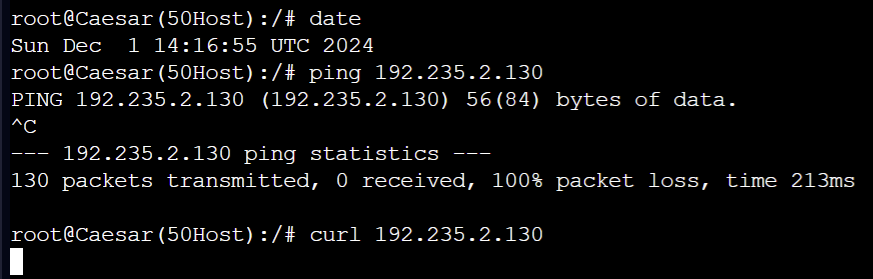 root@Caesar(50Host):/# date
Sun Dec  1 14:16:55 UTC 2024
root@Caesar(50Host):/# ping 192.235.2.130
PING 192.235.2.130 (192.235.2.130) 56(84) bytes of data.
^C
--- 192.235.2.130 ping statistics ---
130 packets transmitted, 0 received, 100% packet loss, time 213ms
root@Caesar(50Host):/# curl 192.235.2.130